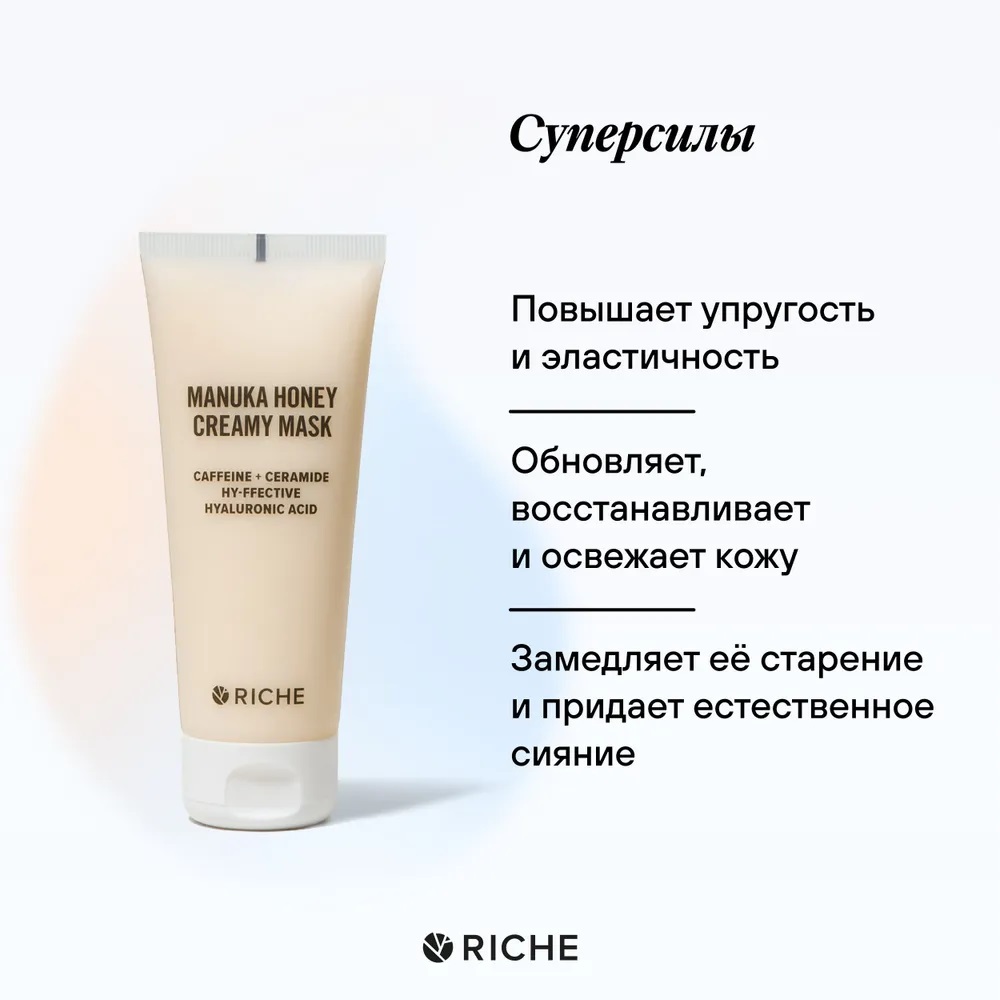 Суперсилы
MANUKA HONEY
CREAMY MASK
CAFFEINE + CERAMIDE
HY-FFECTIVE
HYALURONIC ACID
RICHE
Повышает упругость
и эластичность
Обновляет,
восстанавливает
и освежает кожу
Замедляет её старение
и придает естественное
сияние
RICHE